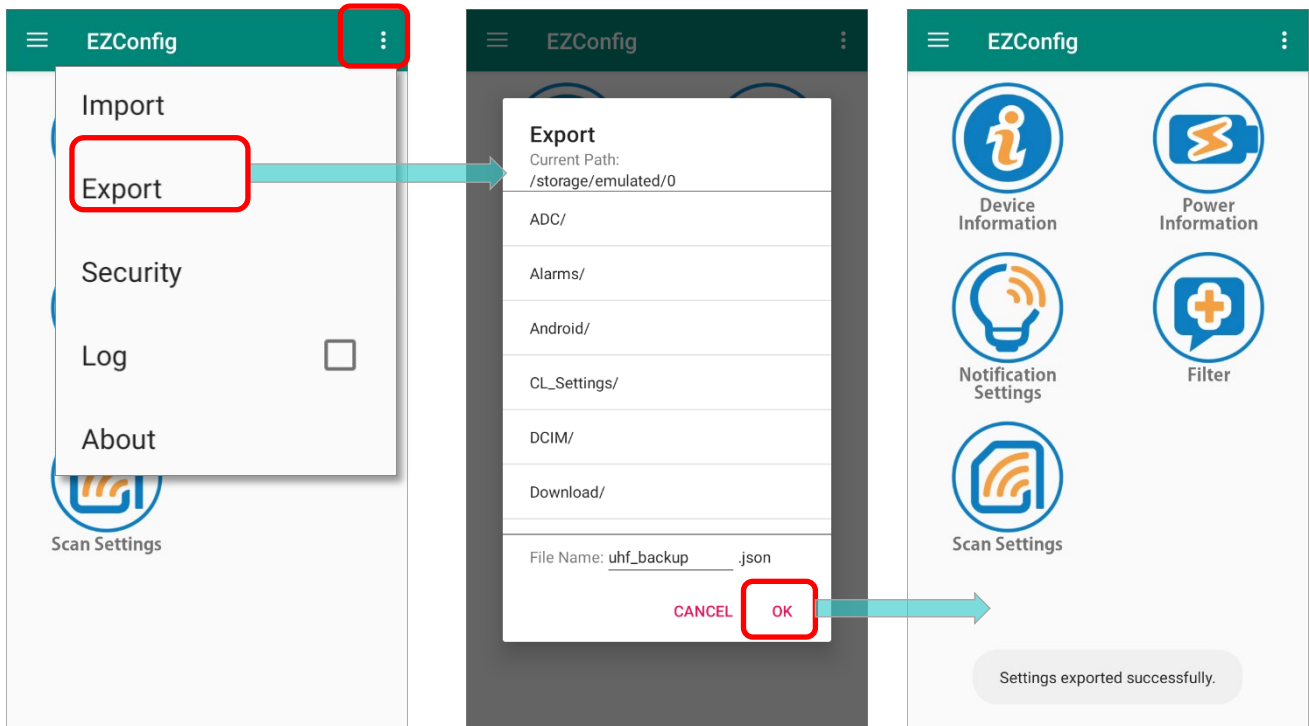 EZConfig
Import
Export
Security
Log
About
Scan Settings
EZConfig
Export
Current Path:
/storage/emulated/0
ADC/
Alarms/
Android/
CL_Settings/
DCIM/
Download/
File Name: uhf_backup .json
CANCEL OK
EZConfig
Device
Information
Power
Information
Notification
Settings
Filter
Scan Settings
Settings exported successfully.